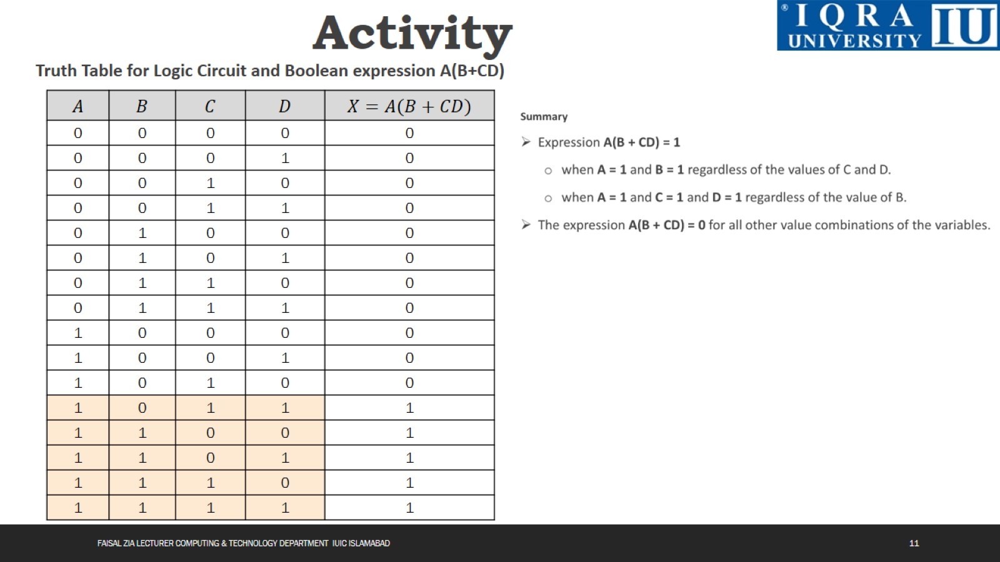 Activity
® IQRA
UNIVERSITY
IU
Truth Table for Logic Circuit and Boolean expression A(B+CD)
A B C D X = A(B + CD)
0 0 0 0 0
0 0 0 1 0
0 0 1 0 0
0 0 1 1 0
0 1 0 0 0
0 1 0 1 0
0 1 1 0 0
0 1 1 1 0
1 0 0 0 0
1 0 0 1 0
1 0 1 0 0
1 0 1 1 1
1 1 0 0 1
1 1 0 1 1
1 1 1 0 1
1 1 1 1 1
Summary
➢ Expression A(B + CD) = 1
o when A = 1 and B = 1 regardless of the values of C and D.
o when A = 1 and C = 1 and D = 1 regardless of the value of B.
➢ The expression A(B + CD) = 0 for all other value combinations of the variables.
FAISAL ZIA LECTURER COMPUTING & TECHNOLOGY DEPARTMENT IUIC ISLAMABAD
11